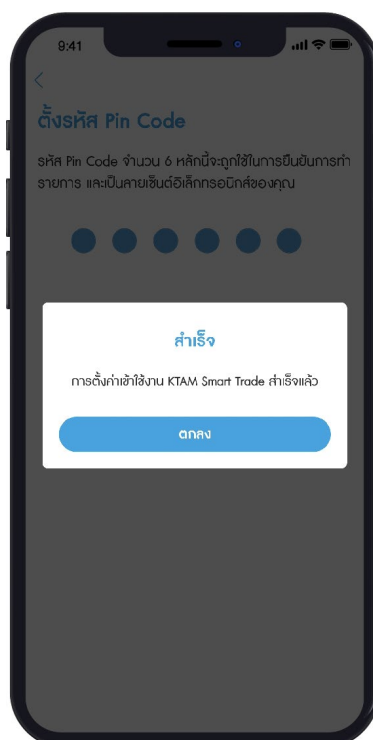 9:41
ตั้งรหัส Pin Code
รหัส Pin Code จำนวน 6 หลักนี้จะถูกใช้ในการยืนยันการทำ
รายการ และเป็นลายเซ็นต์อิเล็กทรอนิกส์ของคุณ
สำเร็จ
การตั้งค่าเข้าใช้งาน KTAM Smart Trade สำเร็จแล้ว
ตกลง